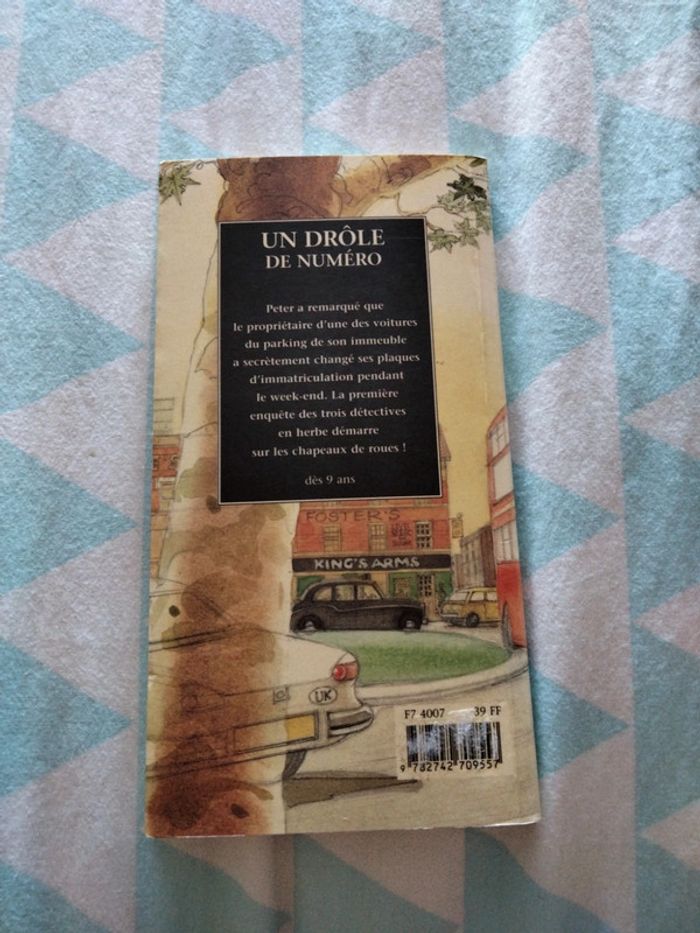 UN DRÔLE
DE NUMÉRO
Peter a remarqué que
le propriétaire d'une des voitures
du parking de son immeuble
a secrètement changé ses plaques
d'immatriculation pendant
le week-end. La première
enquête des trois détectives
en herbe démarre
sur les chapeaux de roues !
dès 9 ans
FOSTER'S
KING'S ARMS
UK
F7 4007 39 FF
9 782742 709557